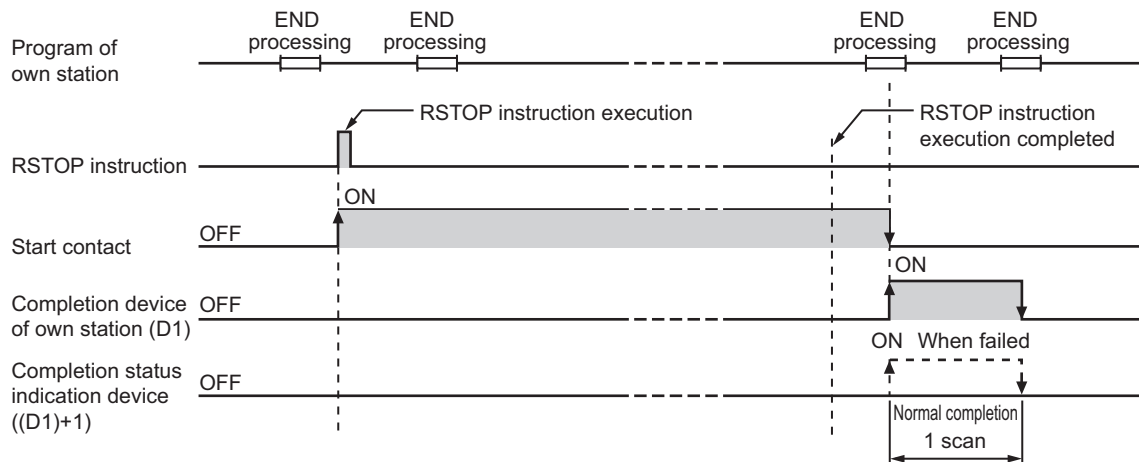 END
processing
END
processing
END
processing
END
processing
Program of
own station
RSTOP instruction execution
RSTOP instruction
execution completed
RSTOP instruction
ON
OFF
Start contact
ON
Completion device
of own station (D1)
OFF
ON When failed
Completion status
indication device
((D1)+1)
OFF
Normal completion
1 scan